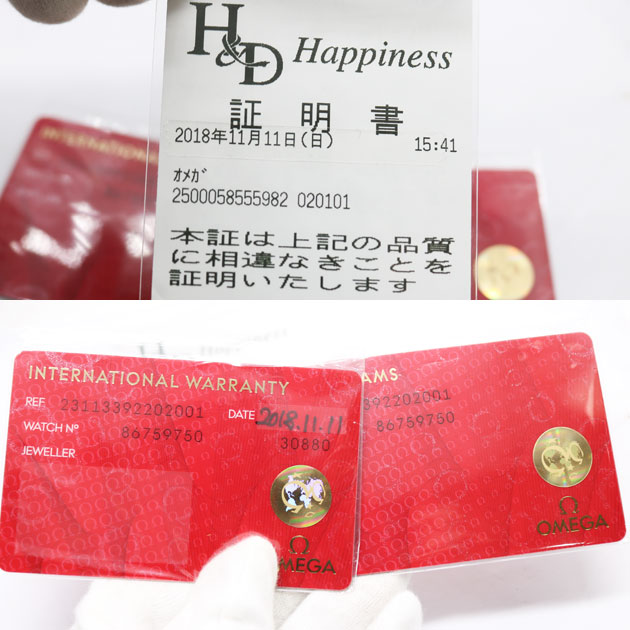 H&D Happiness
証明書
2018年11月11日(日) 15:41
ｵﾒｶﾞ
2500058555982 020101
本証は上記の品質
に相違なきことを
証明いたします
INTERNATIONAL
INTERNATIONAL WARRANTY
REF. 23113392202001 DATE 2018.11.11
WATCH Nº 86759750 30880
JEWELLER
Ω
OMEGA
AMS
392202001
86759750
Ω
OMEGA